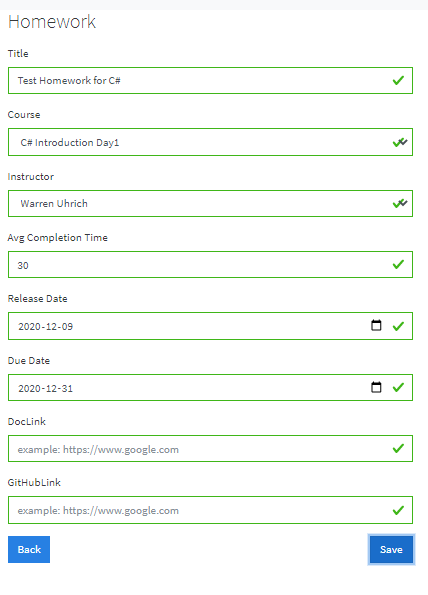 Homework
Title
Test Homework for C#
Course
C# Introduction Day1
Instructor
Warren Uhrich
Avg Completion Time
30
Release Date
2020-12-09
Due Date
2020-12-31
DocLink
example: https://www.google.com
GitHubLink
example: https://www.google.com
Back
Save